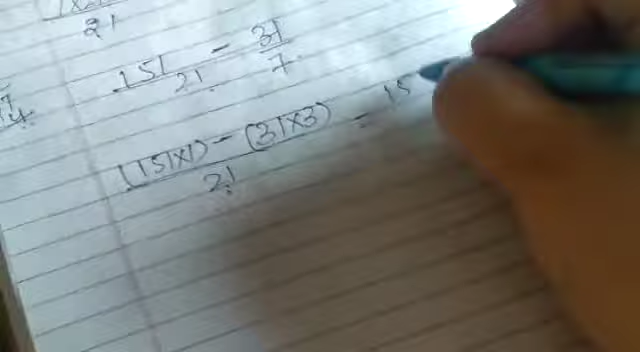 21
151/21 - 31/7
(151×1) - (31×3)/21 = 15